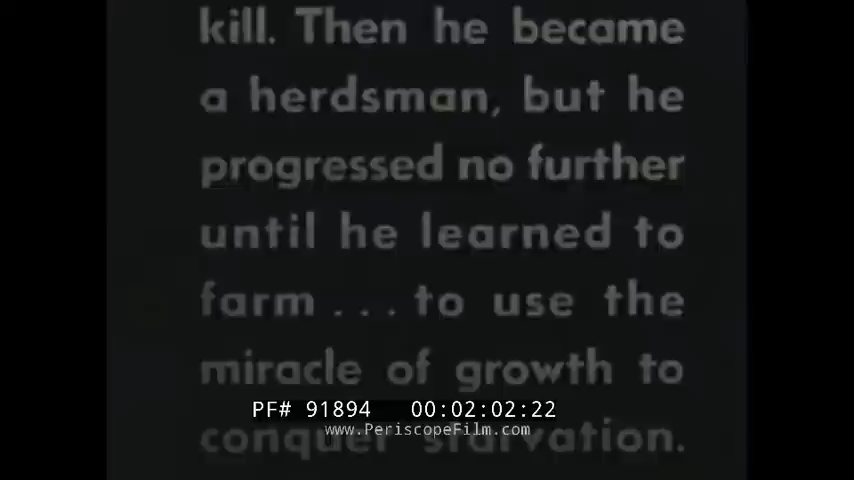 kill. Then he became
a herdsman, but he
progressed no further
until he learned to
farm . . . to use the
miracle of growth to
PF# 91894 00:02:02:22
www.PeriscopeFilm.com
conquer starvation.